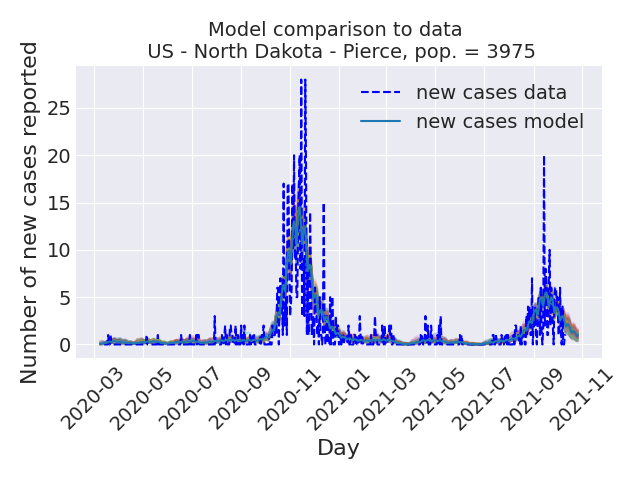 Model comparison to data
US - North Dakota - Pierce, pop. = 3975
Number of new cases reported
25
20
15
10
5
0
new cases data
new cases model
2020-03
2020-05
2020-07
2020-09
2020-11
2021-01
2021-03
2021-05
2021-07
2021-09
2021-11
Day